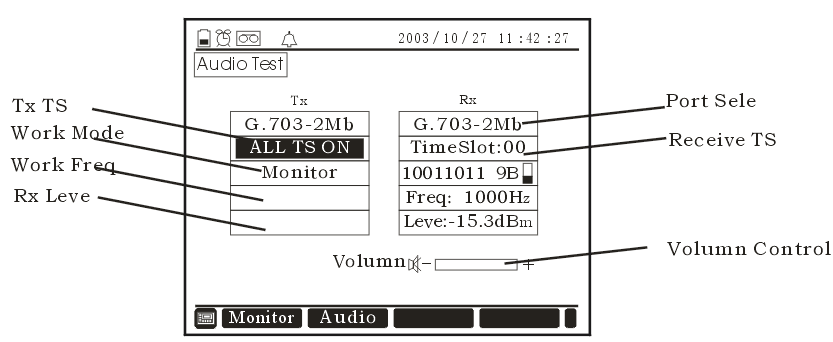 2003/10/27 11:42:27
Audio Test
Tx
Rx
Tx TS
Work Mode
Work Freq
Rx Leve
G.703-2Mb
ALL TS ON
Monitor
G.703-2Mb
TimeSlot:00
10011011 9B
Freq: 1000Hz
Leve:-15.3dBm
Port Sele
Receive TS
Volumn Control
Volumn - +
Monitor Audio